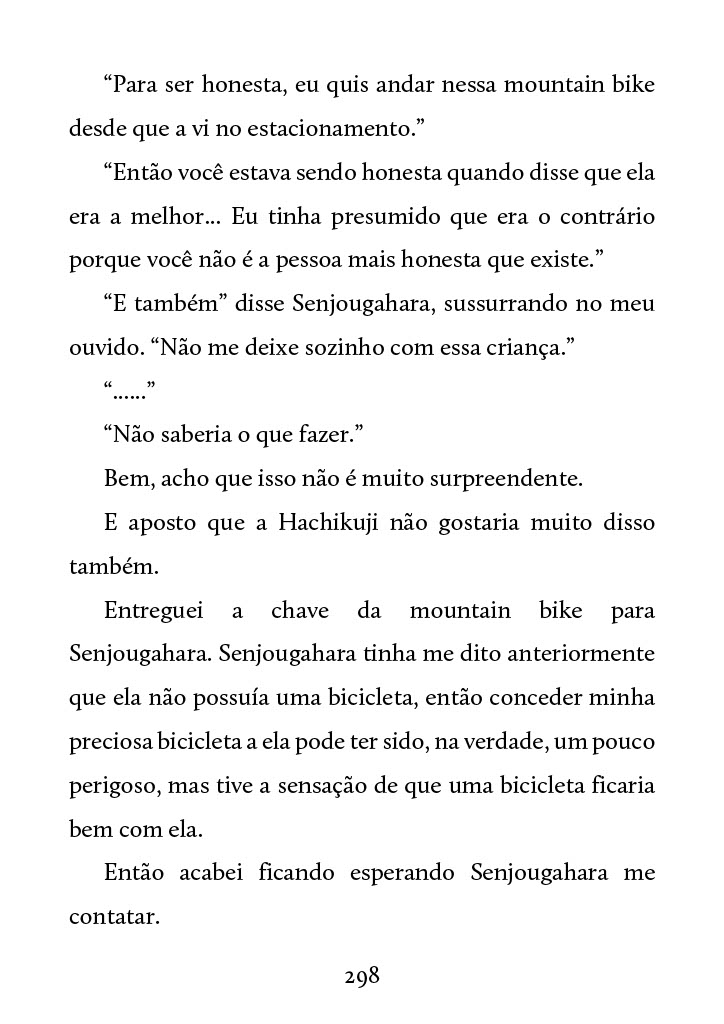 “Para ser honesta, eu quis andar nessa mountain bike
desde que a vi no estacionamento.”
“Então você estava sendo honesta quando disse que ela
era a melhor... Eu tinha presumido que era o contrário
porque você não é a pessoa mais honesta que existe.”
“E também” disse Senjougahara, sussurrando no meu
ouvido. “Não me deixe sozinho com essa criança.”
“......”
“Não saberia o que fazer.”
Bem, acho que isso não é muito surpreendente.
E aposto que a Hachikuji não gostaria muito disso
também.
Entreguei a chave da mountain bike para
Senjougahara. Senjougahara tinha me dito anteriormente
que ela não possuía uma bicicleta, então conceder minha
preciosa bicicleta a ela pode ter sido, na verdade, um pouco
perigoso, mas tive a sensação de que uma bicicleta ficaria
bem com ela.
Então acabei ficando esperando Senjougahara me
contatar.
298